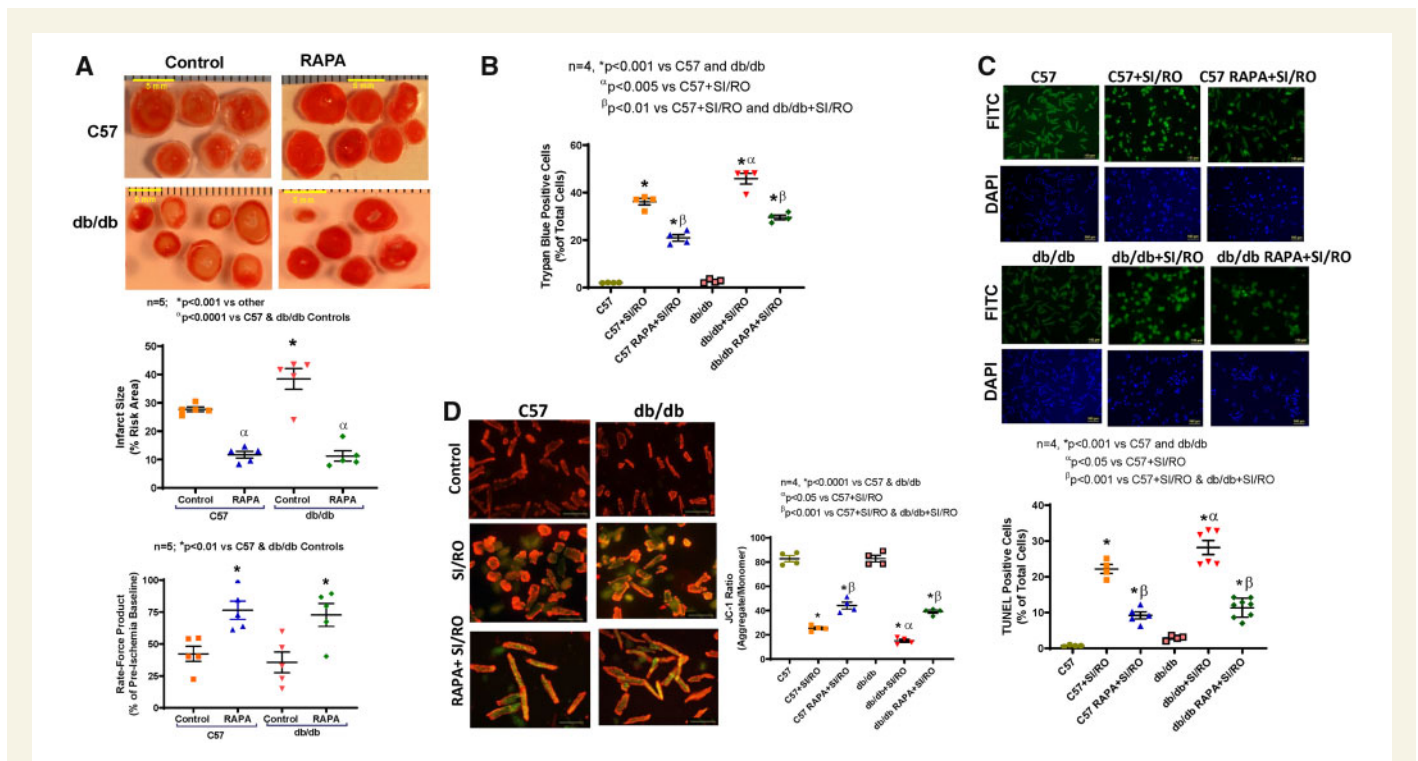 A
Control RAPA
5 mm
C57
5 mm
db/db
n=5; *p<0.001 vs other
αp<0.0001 vs C57 & db/db Controls
Infarct Size
(% Risk Area)
50
40
30
20
10
0
*
α
*
α
Control RAPA Control RAPA
C57 db/db
n=5; *p<0.01 vs C57 & db/db Controls
Rate-Force Product
(% of Pre-Ischemia Baseline)
100
75
50
25
0
*
*
Control RAPA Control RAPA
C57 db/db
B
n=4, *p<0.001 vs C57 and db/db
αp<0.005 vs C57+SI/RO
βp<0.01 vs C57+SI/RO and db/db+SI/RO
Trypan Blue Positive Cells
(%of Total Cells)
60
40
20
0
*
*β
*α
*β
C57
C57+SI/RO
C57 RAPA+SI/RO
db/db
db/db+SI/RO
db/db RAPA+SI/RO
C
C57 C57+SI/RO C57 RAPA+SI/RO
FITC
DAPI
db/db db/db+SI/RO db/db RAPA+SI/RO
FITC
DAPI
n=4, *p<0.001 vs C57 and db/db
αp<0.05 vs C57+SI/RO
βp<0.001 vs C57+SI/RO & db/db+SI/RO
TUNEL Positive Cells
(% of Total Cells)
40
30
20
10
0
*
*β
*α
*β
C57
C57+SI/RO
C57 RAPA+SI/RO
db/db
db/db+SI/RO
db/db RAPA+SI/RO
D
C57 db/db
Control
SI/RO
RAPA+ SI/RO
n=4, *p<0.0001 vs C57 & db/db
αp<0.05 vs C57+SI/RO
βp<0.001 vs C57+SI/RO & db/db+SI/RO
JC-1 Ratio
(Aggregate/Monomer)
100
80
60
40
20
0
*
*β
* α
*β
C57
C57+SI/RO
C57 RAPA+SI/RO
db/db
db/db+SI/RO
db/db RAPA+SI/RO